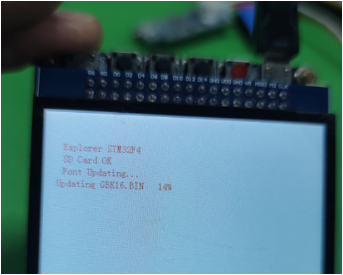 Explorer STM32F4
SD Card OK
Font Updating...
Updating GBK16.BIN 14%